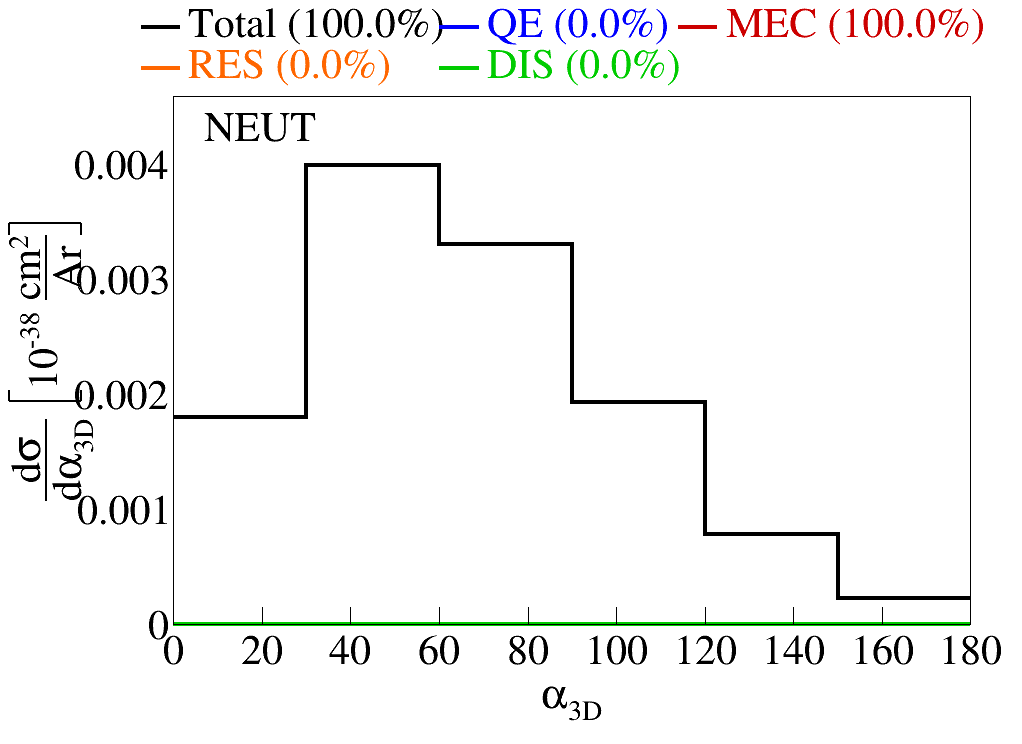 Total (100.0%) QE (0.0%) MEC (100.0%)
RES (0.0%) DIS (0.0%)
NEUT
0.004
0.003
0.002
0.001
0
dσ/dα3D [10^-38 cm^2/Ar]
0 20 40 60 80 100 120 140 160 180
α3D